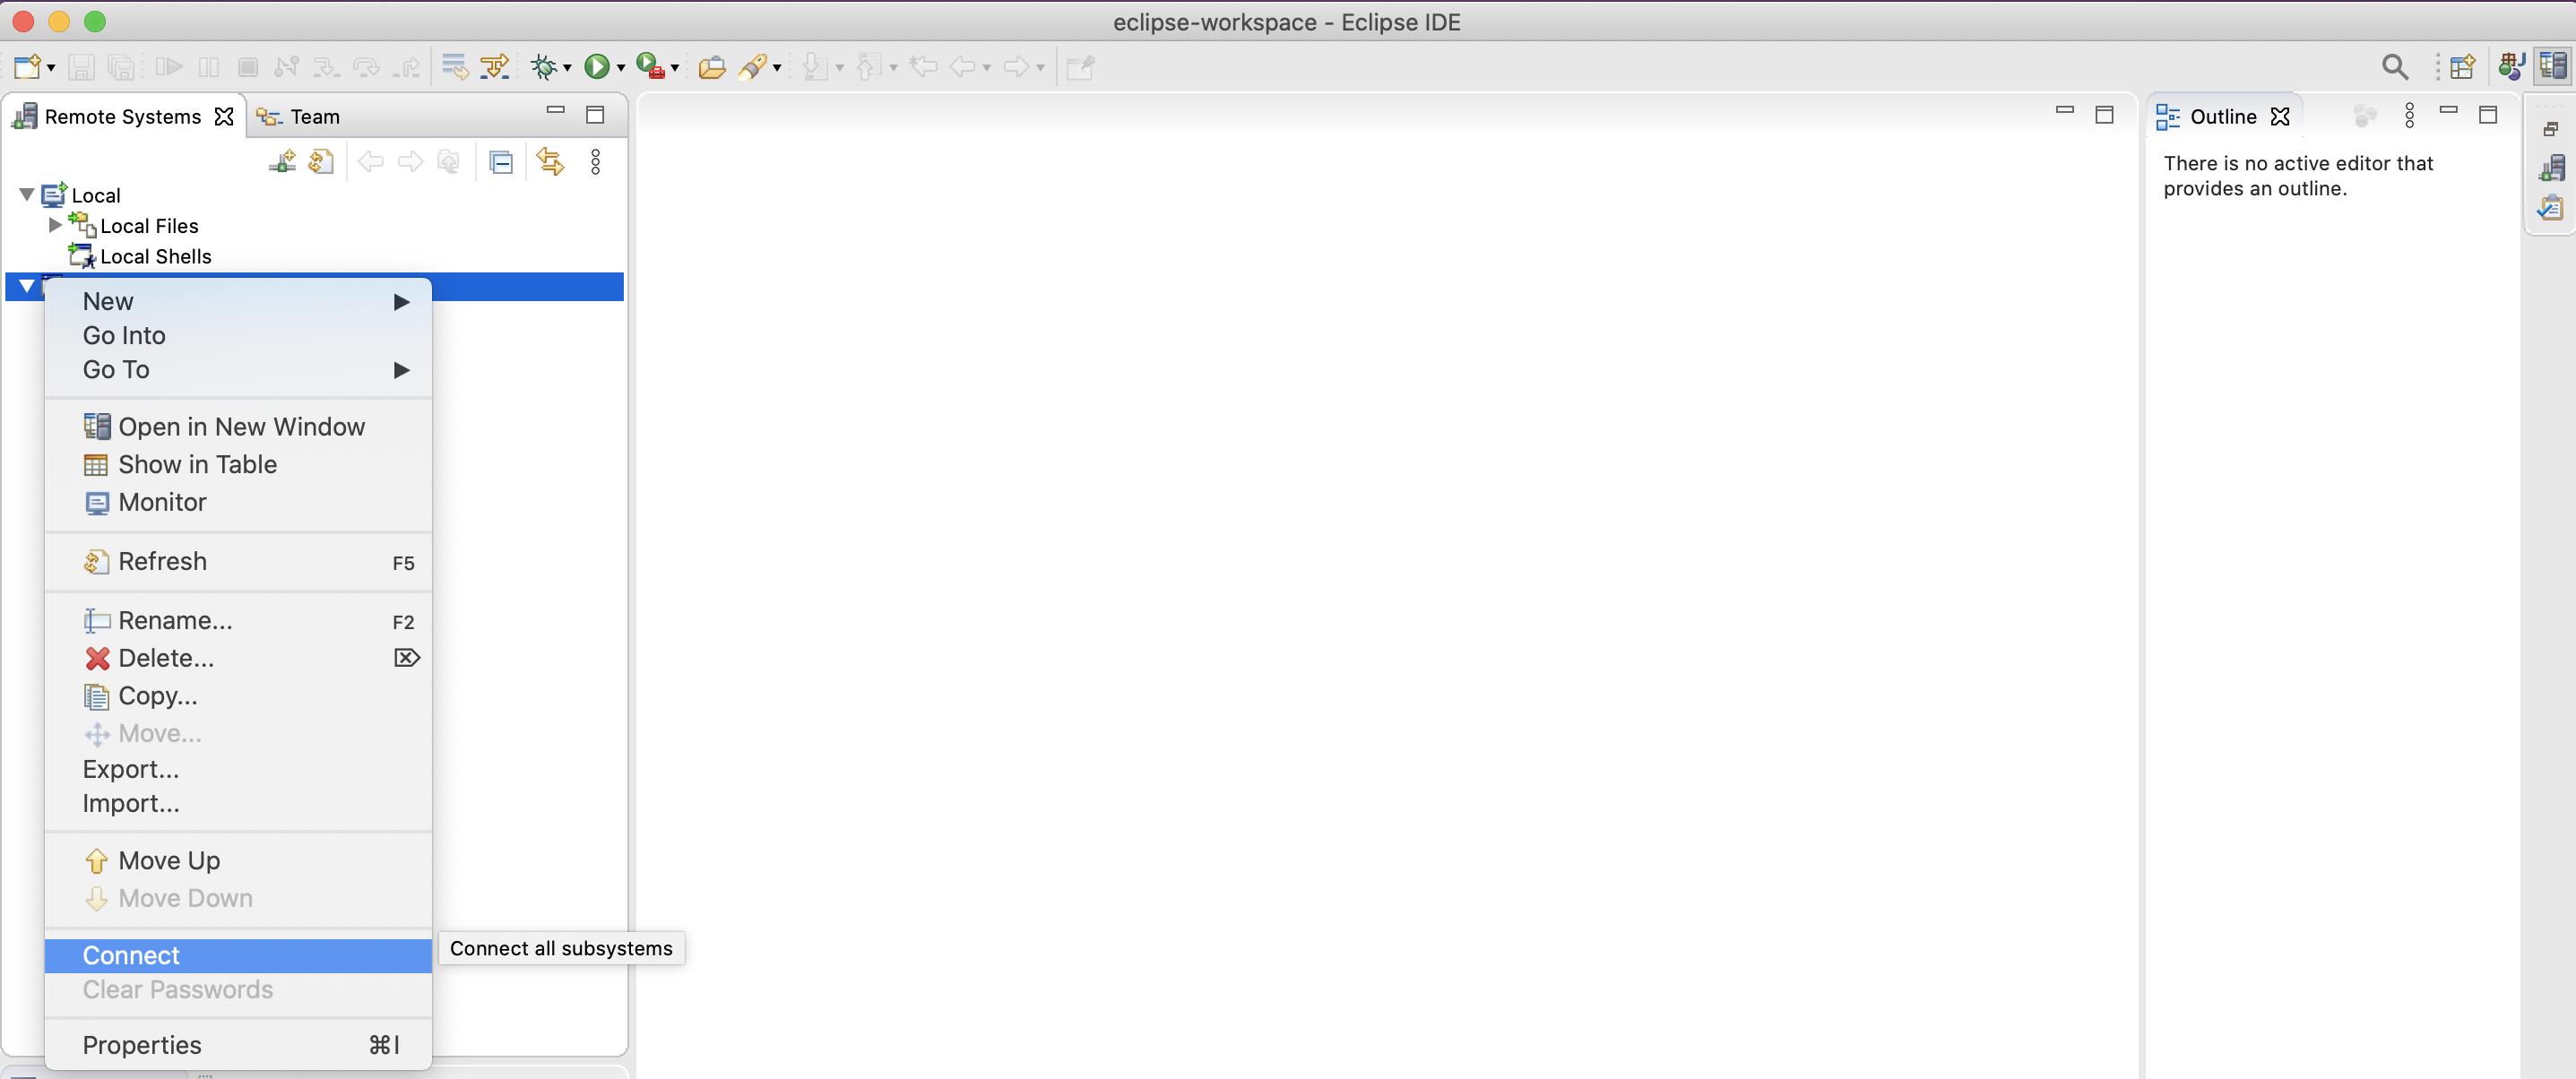 eclipse-workspace - Eclipse IDE
Remote Systems
Team
Outline
There is no active editor that
provides an outline.
Local
Local Files
Local Shells
New
Go Into
Go To
Open in New Window
Show in Table
Monitor
Refresh F5
Rename... F2
Delete... ⌦
Copy...
Move...
Export...
Import...
Move Up
Move Down
Connect
Connect all subsystems
Clear Passwords
Properties ⌘I